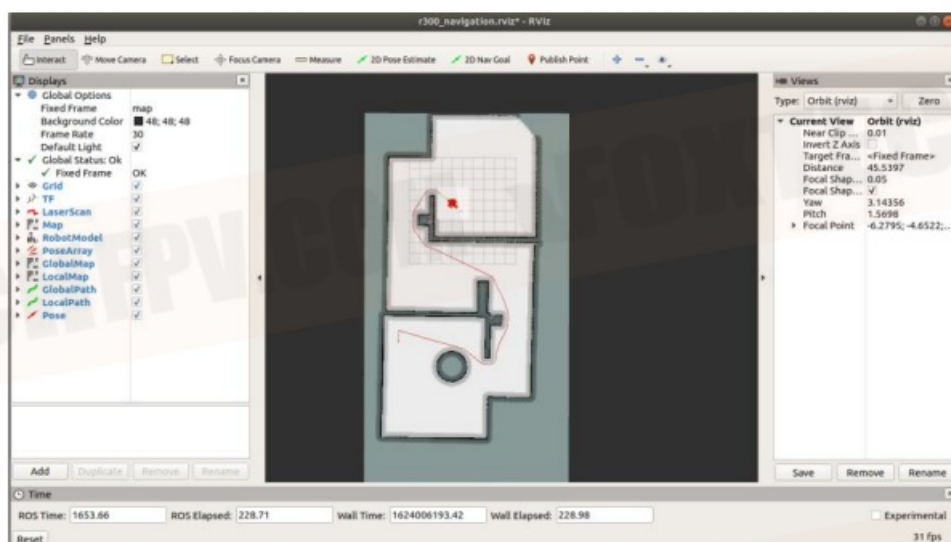 r300_navigation.rviz* - RViz
File Panels Help
Interact Move Camera Select Focus Camera Measure 2D Pose Estimate 2D Nav Goal Publish Point
Displays
Global Options
Fixed Frame map
Background Color 48; 48; 48
Frame Rate 30
Default Light
Global Status: Ok
Fixed Frame OK
Grid
TF
LaserScan
Map
RobotModel
PoseArray
GlobalMap
LocalMap
GlobalPath
LocalPath
Pose
Add Duplicate Remove Rename
Views
Type: Orbit (rviz) Zero
Current View Orbit (rviz)
Near Clip ... 0.01
Invert Z Axis
Target Fra... <Fixed Frame>
Distance 45.5397
Focal Shap... 0.05
Focal Shap...
Yaw 3.14356
Pitch 1.5698
Focal Point -6.2795; -4.6522;...
Save Remove Rename
Time
ROS Time: 1653.66 ROS Elapsed: 228.71 Wall Time: 1624006193.42 Wall Elapsed: 228.98 Experimental
Reset 31 fps